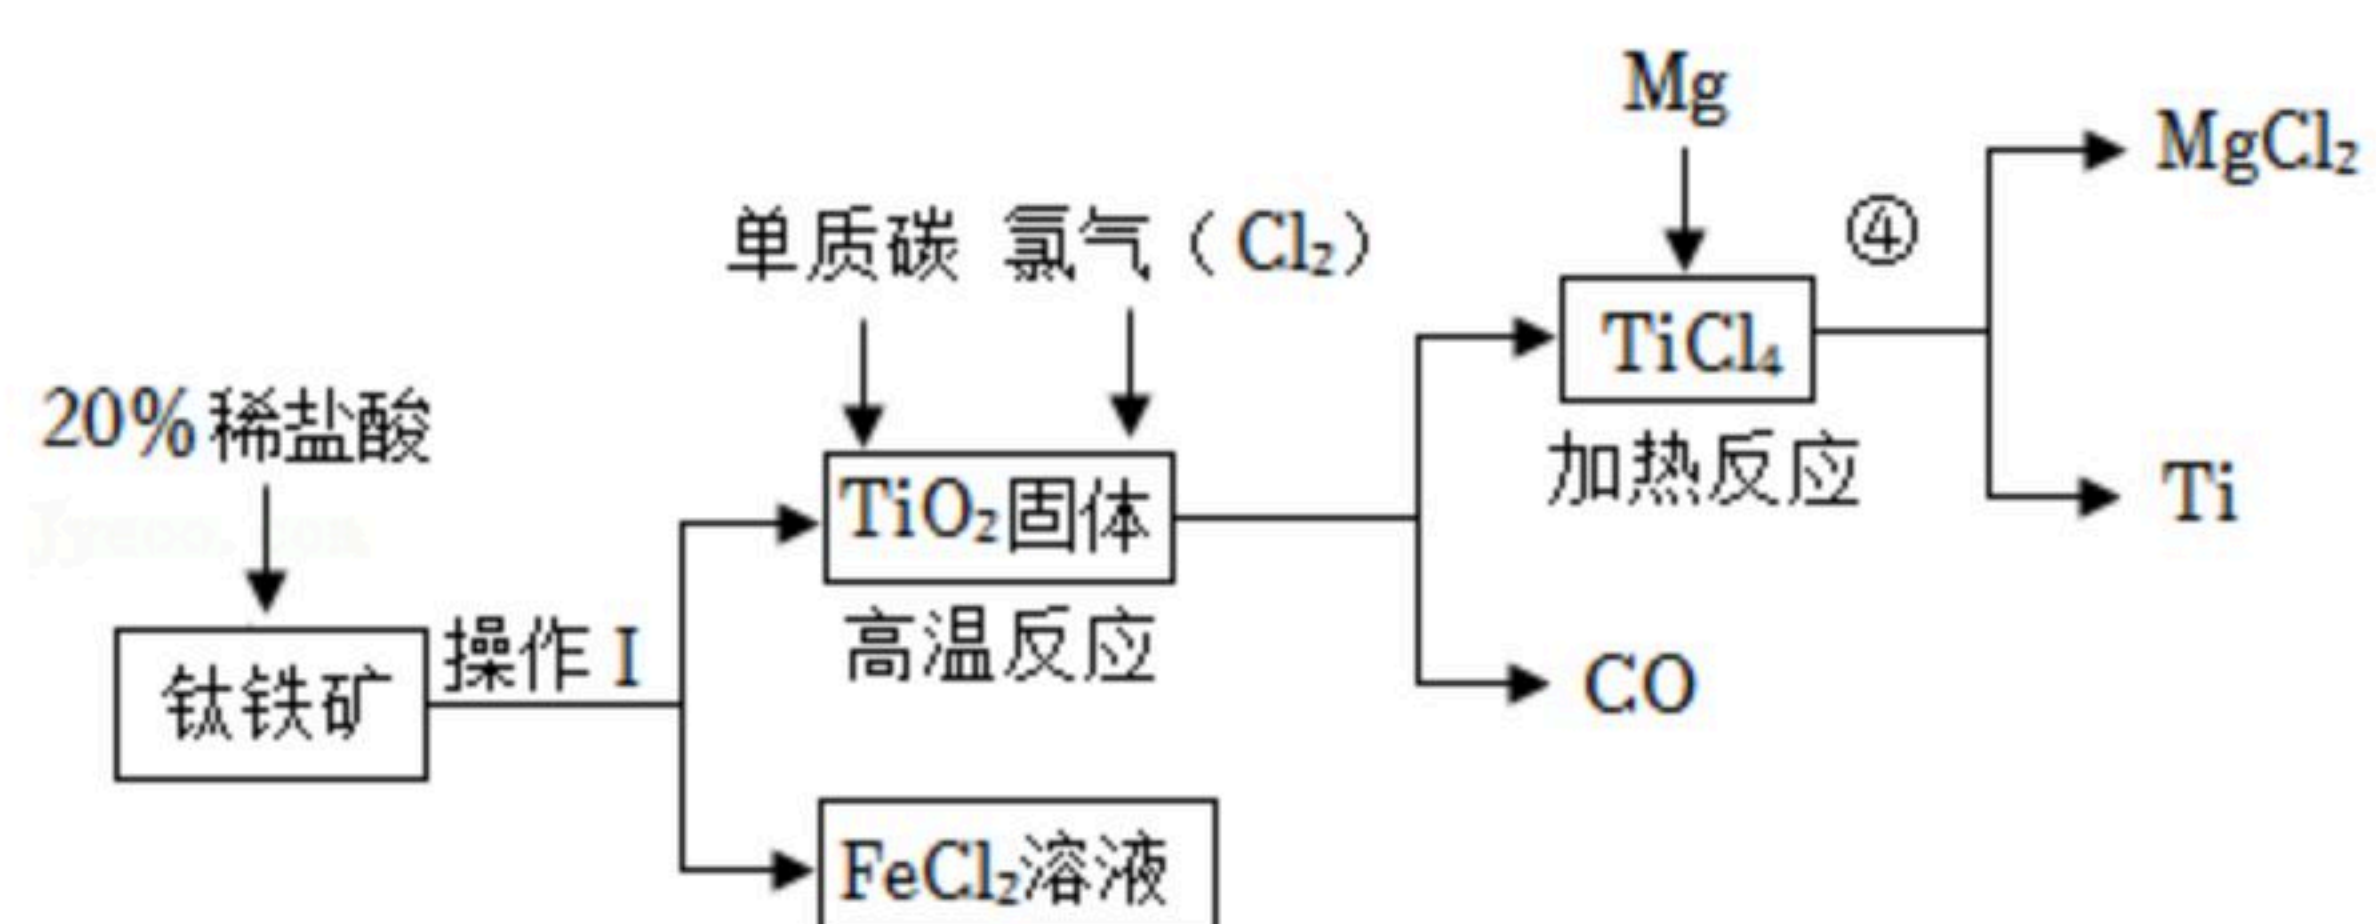 Mg
MgCl₂
④
单质碳 氯气（Cl₂）
TiCl₄
20%稀盐酸
加热反应
TiO₂固体
Ti
操作 I
高温反应
钛铁矿
CO
FeCl₂溶液